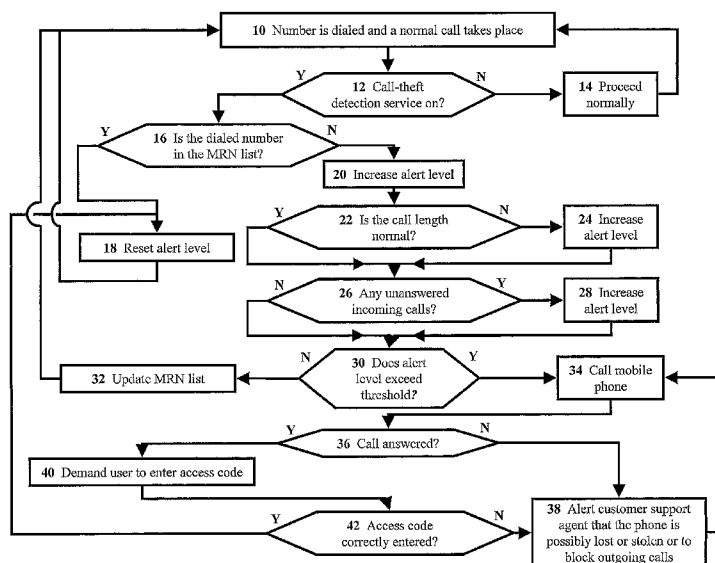 10 Number is dialed and a normal call takes place
Y
N
12 Call-theft
detection service on?
14 Proceed
normally
Y
N
16 Is the dialed number
in the MRN list?
20 Increase alert level
Y
N
22 Is the call length
normal?
24 Increase
alert level
18 Reset alert level
N
Y
26 Any unanswered
incoming calls?
28 Increase
alert level
N
Y
30 Does alert
level exceed
threshold?
32 Update MRN list
34 Call mobile
phone
Y
N
36 Call answered?
40 Demand user to enter access code
Y
N
42 Access code
correctly entered?
38 Alert customer support
agent that the phone is
possibly lost or stolen or to
block outgoing calls